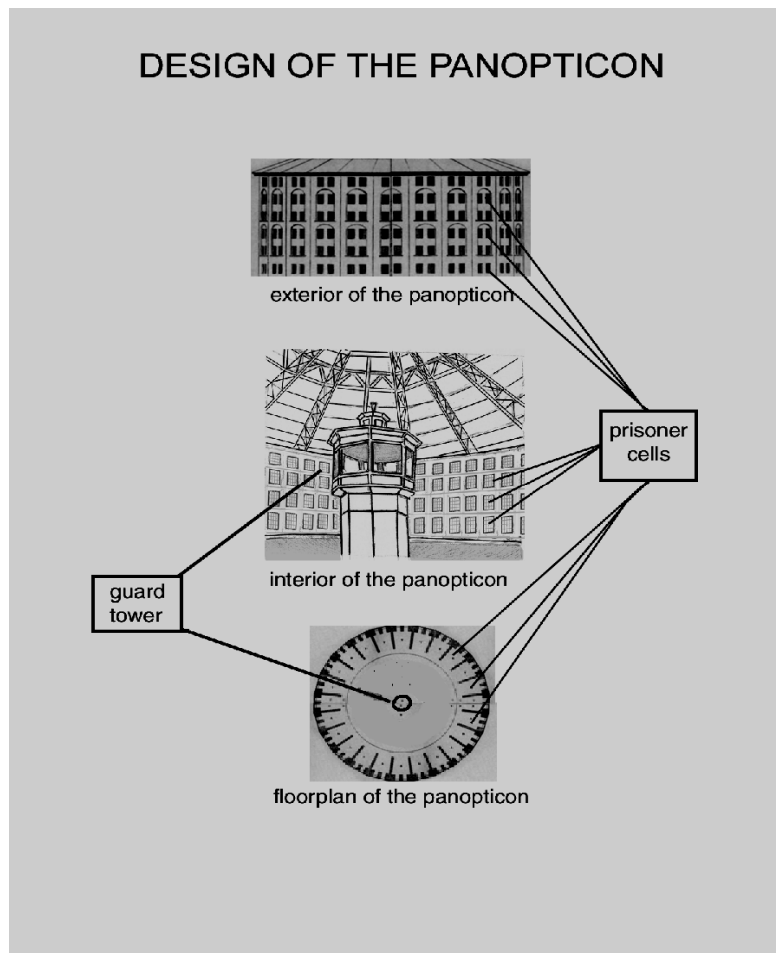 DESIGN OF THE PANOPTICON
exterior of the panopticon
prisoner
cells
interior of the panopticon
guard
tower
floorplan of the panopticon